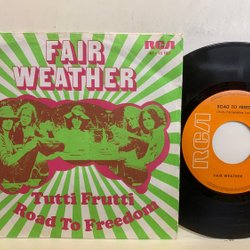 FAIR
WEATHER
RCA
Tutti Frutti
Road To Freedom
RCA
ROAD TO FREEDOM
FAIR WEATHER